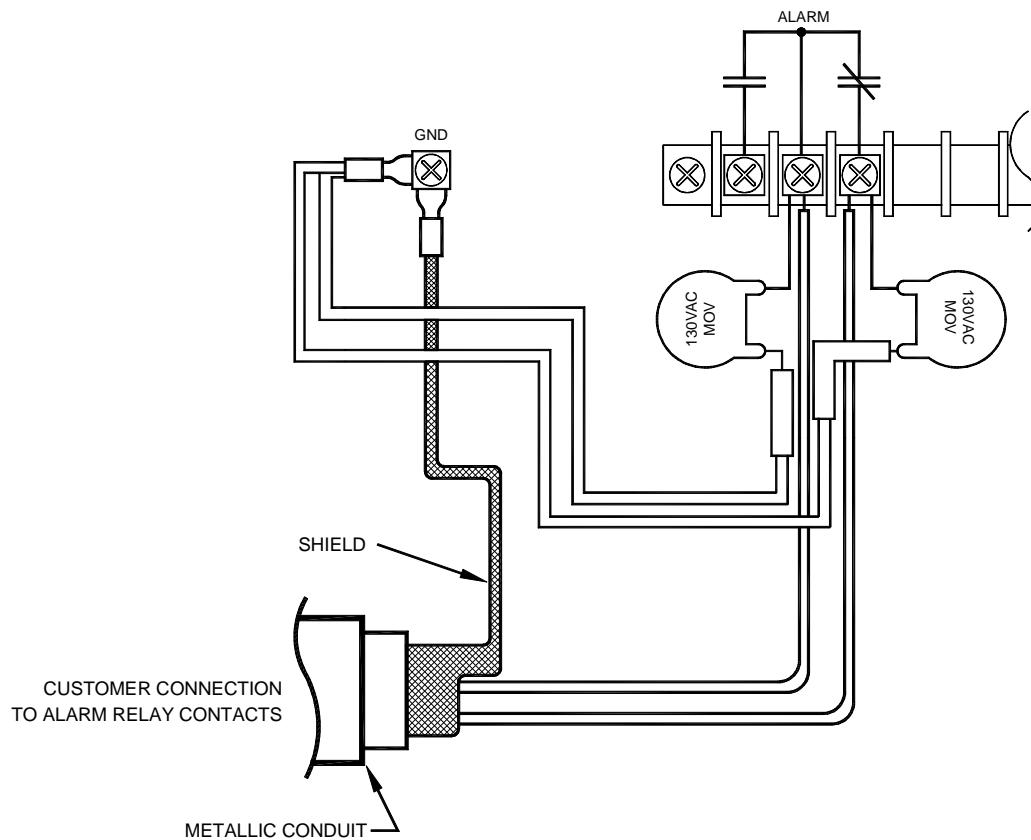 ALARM
GND
130VAC
MOV
130VAC
MOV
SHIELD
CUSTOMER CONNECTION
TO ALARM RELAY CONTACTS
METALLIC CONDUIT